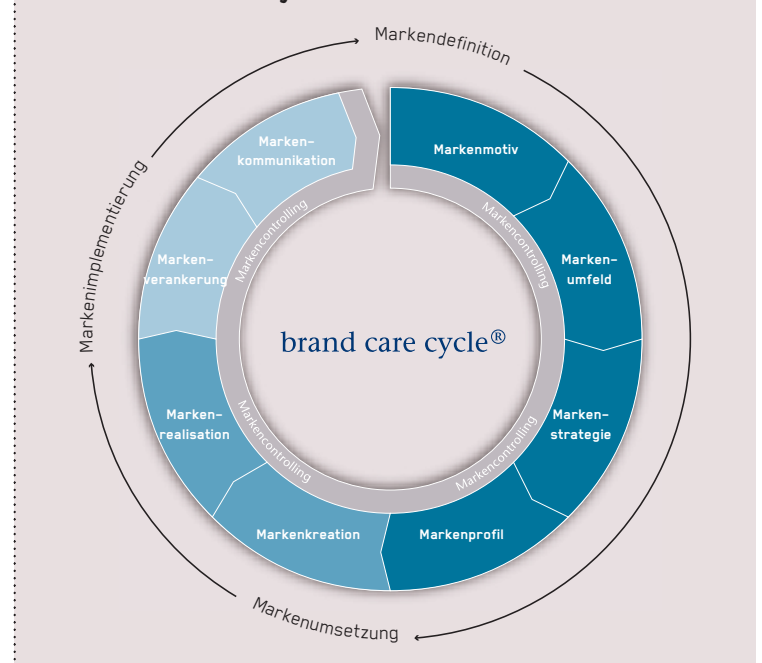 Markendefinition
Markenmotiv
Marken-
umfeld
Marken-
strategie
Markenprofil
Markenumsetzung
Markenkreation
Marken-
realisation
Markenimplementierung
Marken-
verankerung
Marken-
kommunikation
Markencontrolling
Markencontrolling
Markencontrolling
Markencontrolling
brand care cycle®